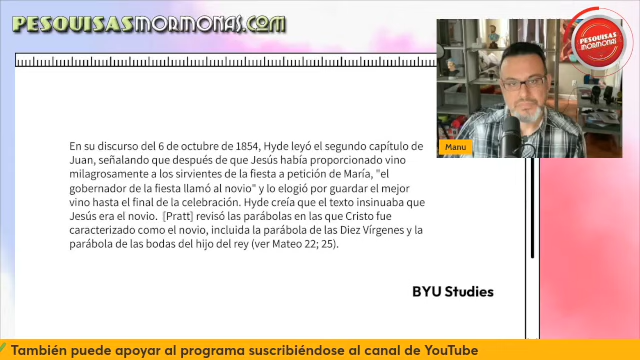 PESQUISASMORMONAS.COM
PESQUISAS
MORMONAS
Manu
En su discurso del 6 de octubre de 1854, Hyde leyó el segundo capítulo de
Juan, señalando que después de que Jesús había proporcionado vino
milagrosamente a los sirvientes de la fiesta a petición de María, "el
gobernador de la fiesta llamó al novio" y lo elogió por guardar el mejor
vino hasta el final de la celebración. Hyde creía que el texto insinuaba que
Jesús era el novio. [Pratt] revisó las parábolas en las que Cristo fue
caracterizado como el novio, incluida la parábola de las Diez Vírgenes y la
parábola de las bodas del hijo del rey (ver Mateo 22; 25).
BYU Studies
También puede apoyar al programa suscribiéndose al canal de YouTube